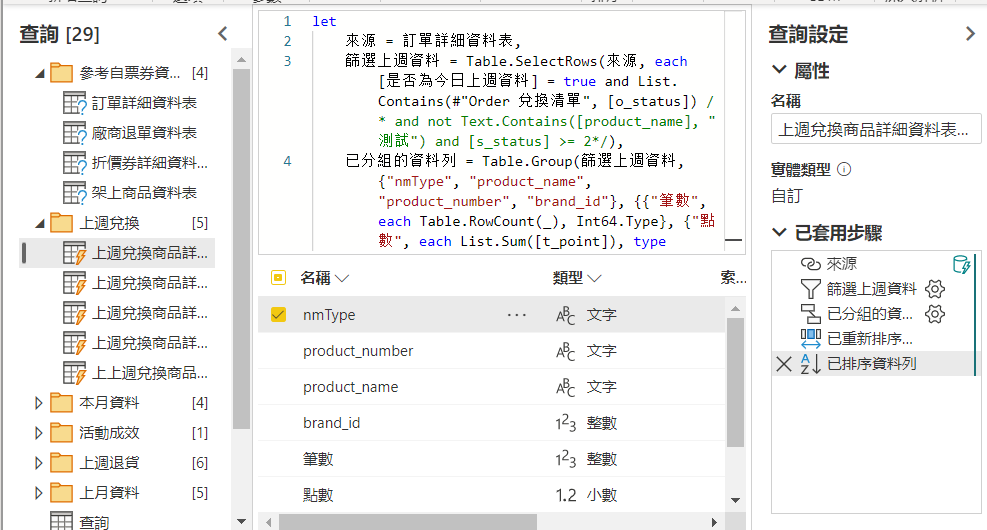 查詢 [29]
參考自票券資... [4]
訂單詳細資料表
廠商退單資料表
折價券詳細資料...
架上商品資料表
上週兌換 [5]
上週兌換商品詳...
上週兌換商品詳...
上週兌換商品詳...
上週兌換商品詳...
上上週兌換商品...
本月資料 [4]
活動成效 [1]
上週退貨 [6]
上月資料 [5]
查詢
1 let
2 來源 = 訂單詳細資料表,
3 篩選上週資料 = Table.SelectRows(來源, each
[是否為今日上週資料] = true and List.
Contains(#"Order 兌換清單", [o_status]) /
* and not Text.Contains([product_name], "
測試") and [s_status] >= 2*/),
4 已分組的資料列 = Table.Group(篩選上週資料,
{"nmType", "product_name",
"product_number", "brand_id"}, {{"筆數",
each Table.RowCount(_), Int64.Type}, {"點
數", each List.Sum([t_point]), type
名稱 類型 索...
nmType ... ABC 文字
product_number ABC 文字
product_name ABC 文字
brand_id 123 整數
筆數 123 整數
點數 1.2 小數
查詢設定
屬性
名稱
上週兌換商品詳細資料表...
實體類型
自訂
已套用步驟
來源
篩選上週資料
已分組的資...
已重新排序...
已排序資料列